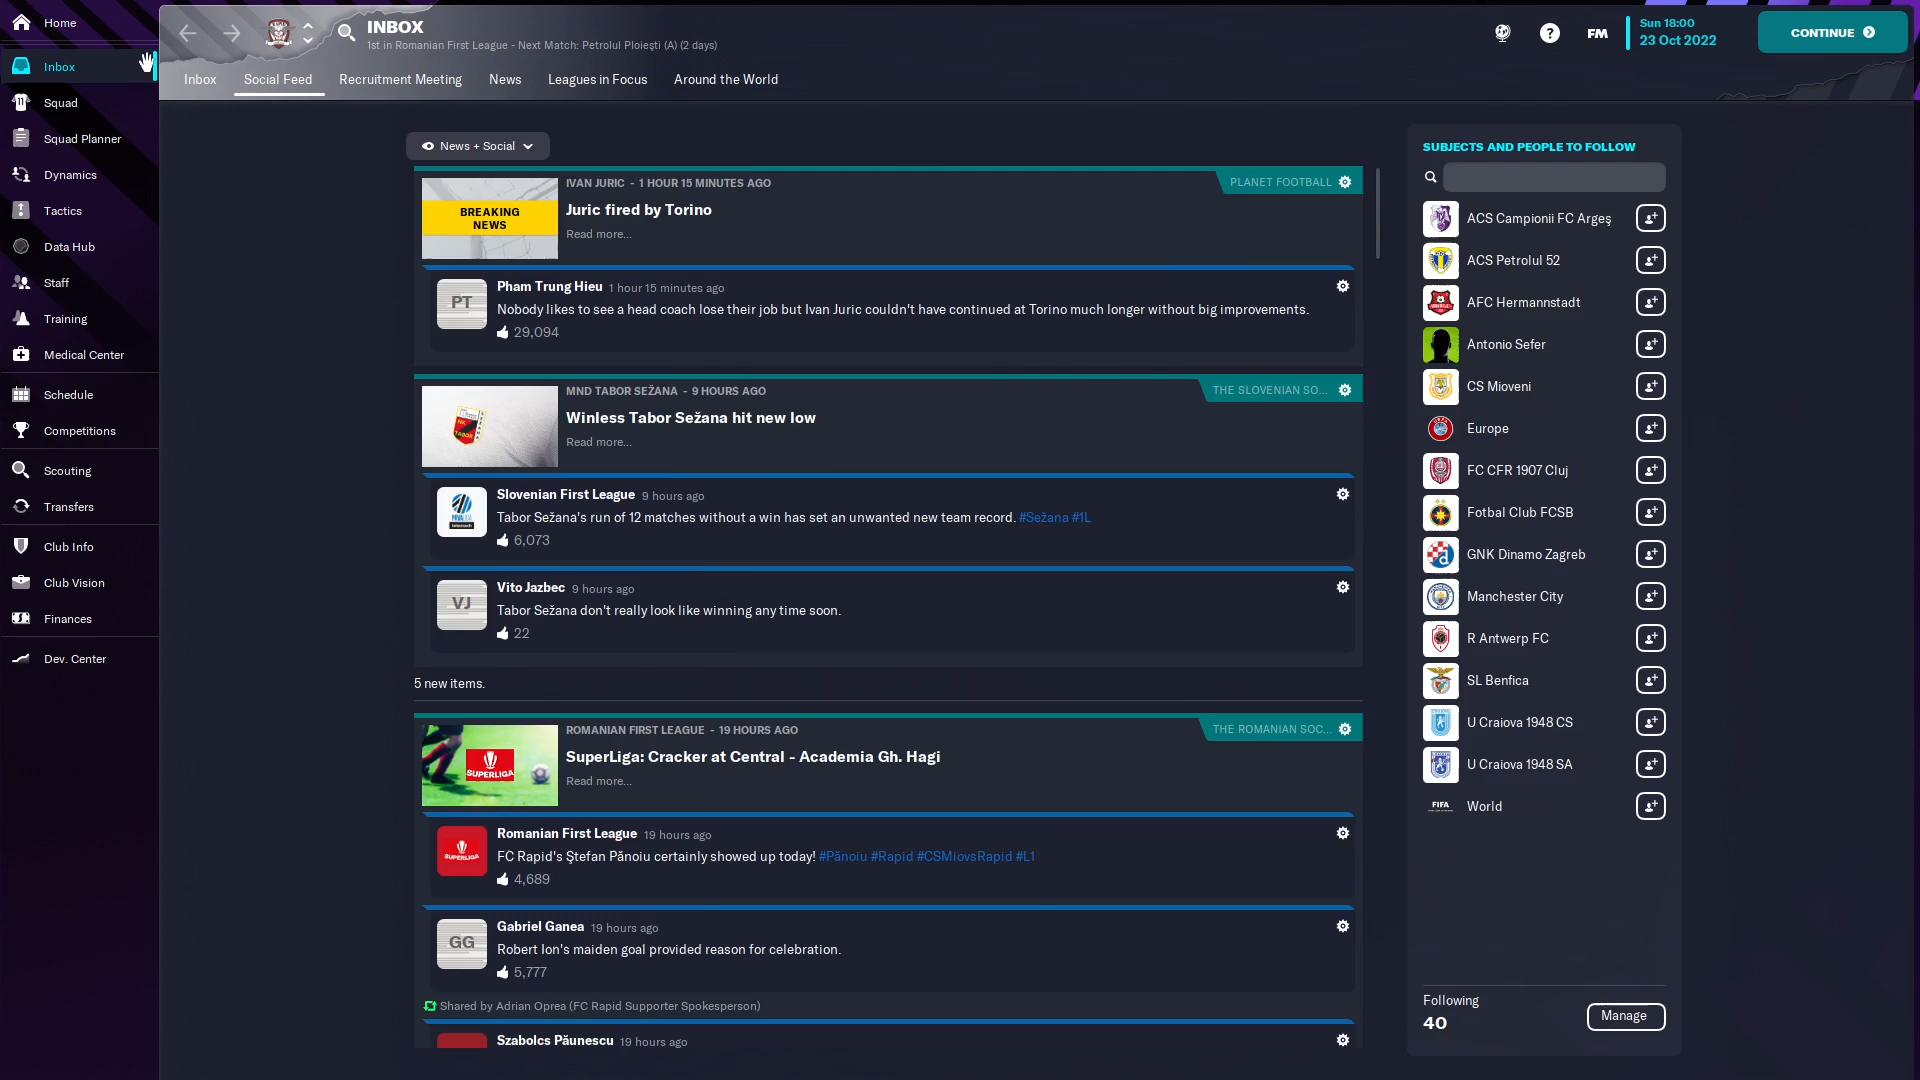 Home
Inbox
Squad
Squad Planner
Dynamics
Tactics
Data Hub
Staff
Training
Medical Center
Schedule
Competitions
Scouting
Transfers
Club Info
Club Vision
Finances
Dev. Center
INBOX
1st in Romanian First League - Next Match: Petrolul Ploiești (A) (2 days)
FM
Sun 18:00
23 Oct 2022
CONTINUE
Inbox Social Feed Recruitment Meeting News Leagues in Focus Around the World
News + Social
BREAKING
NEWS
IVAN JURIC - 1 HOUR 15 MINUTES AGO
PLANET FOOTBALL
Juric fired by Torino
Read more...
PT
Pham Trung Hieu 1 hour 15 minutes ago
Nobody likes to see a head coach lose their job but Ivan Juric couldn't have continued at Torino much longer without big improvements.
29,094
MND TABOR SEŽANA - 9 HOURS AGO
THE SLOVENIAN SO...
Winless Tabor Sežana hit new low
Read more...
Slovenian First League 9 hours ago
Tabor Sežana's run of 12 matches without a win has set an unwanted new team record. #Sežana #1L
6,073
VJ
Vito Jazbec 9 hours ago
Tabor Sežana don't really look like winning any time soon.
22
5 new items.
SUPERLIGA
ROMANIAN FIRST LEAGUE - 19 HOURS AGO
THE ROMANIAN SOC...
SuperLiga: Cracker at Central - Academia Gh. Hagi
Read more...
SUPERLIGA
Romanian First League 19 hours ago
FC Rapid's Ștefan Pănoiu certainly showed up today! #Pănoiu #Rapid #CSMiovsRapid #L1
4,689
GG
Gabriel Ganea 19 hours ago
Robert Ion's maiden goal provided reason for celebration.
5,777
Shared by Adrian Oprea (FC Rapid Supporter Spokesperson)
Szabolcs Păunescu 19 hours ago
SUBJECTS AND PEOPLE TO FOLLOW
ACS Campionii FC Argeș
ACS Petrolul 52
AFC Hermannstadt
Antonio Sefer
CS Mioveni
Europe
FC CFR 1907 Cluj
Fotbal Club FCSB
GNK Dinamo Zagreb
Manchester City
R Antwerp FC
SL Benfica
U Craiova 1948 CS
U Craiova 1948 SA
FIFA
World
Following
40
Manage